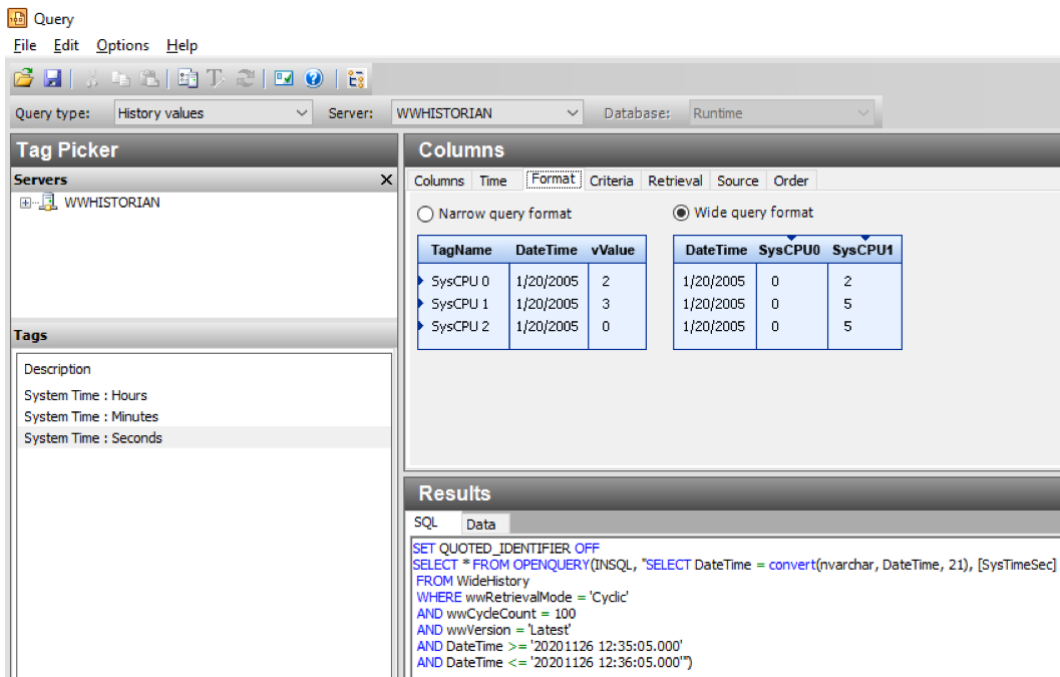 Query
File Edit Options Help
Query type: History values Server: WWHISTORIAN Database: Runtime
Tag Picker
Servers X
WWHISTORIAN
Tags
Description
System Time : Hours
System Time : Minutes
System Time : Seconds
Columns
Columns Time Format Criteria Retrieval Source Order
Narrow query format Wide query format
TagName DateTime vValue
SysCPU 0 1/20/2005 2
SysCPU 1 1/20/2005 3
SysCPU 2 1/20/2005 0
DateTime SysCPU0 SysCPU1
1/20/2005 0 2
1/20/2005 0 5
1/20/2005 0 5
Results
SQL Data
SET QUOTED_IDENTIFIER OFF
SELECT * FROM OPENQUERY(INSQL, "SELECT DateTime = convert(nvarchar, DateTime, 21), [SysTimeSec]
FROM WideHistory
WHERE wwRetrievalMode = 'Cyclic'
AND wwCycleCount = 100
AND wwVersion = 'Latest'
AND DateTime >= '20201126 12:35:05.000'
AND DateTime <= '20201126 12:36:05.000'")